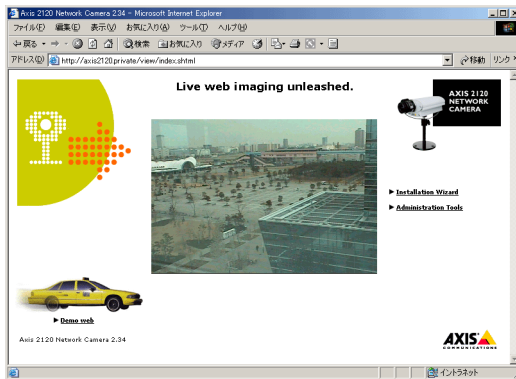 Axis 2120 Network Camera 2.34 - Microsoft Internet Explorer
ファイル(F) 編集(E) 表示(V) お気に入り(A) ツール(T) ヘルプ(H)
戻る 検索 お気に入り メディア
アドレス(D) http://axis2120.private/view/index.shtml 移動 リンク
Live web imaging unleashed.
AXIS 2120
NETWORK
CAMERA
Installation Wizard
Administration Tools
Demo web
Axis 2120 Network Camera 2.34
AXIS
COMMUNICATIONS
イントラネット